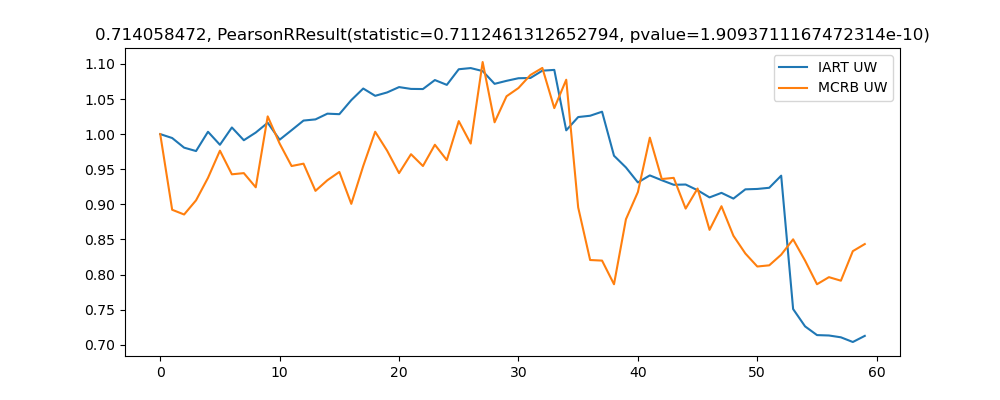 0.714058472, PearsonRResult(statistic=0.7112461312652794, pvalue=1.9093711167472314e-10)
IART UW
MCRB UW
1.10
1.05
1.00
0.95
0.90
0.85
0.80
0.75
0.70
0 10 20 30 40 50 60